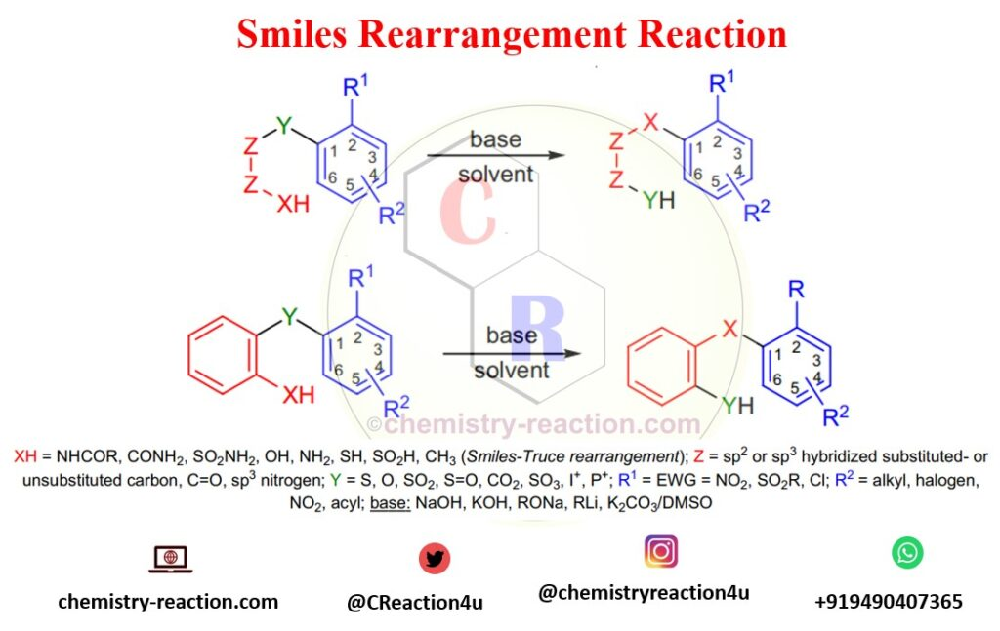 Smiles Rearrangement Reaction
R¹
Y
Z
Z
XH
1 2 3 4 5 6
R²
base
solvent
R¹
X
Z
Z
YH
1 2 3 4 5 6
R²
C
R
R¹
Y
XH
1 2 3 4 5 6
R²
base
solvent
R
X
YH
1 2 3 4 5 6
R²
©chemistry-reaction.com
XH = NHCOR, CONH₂, SO₂NH₂, OH, NH₂, SH, SO₂H, CH₃ (Smiles-Truce rearrangement); Z = sp² or sp³ hybridized substituted- or
unsubstituted carbon, C=O, sp³ nitrogen; Y = S, O, SO₂, S=O, CO₂, SO₃, I⁺, P⁺; R¹ = EWG = NO₂, SO₂R, Cl; R² = alkyl, halogen,
NO₂, acyl; base: NaOH, KOH, RONa, RLi, K₂CO₃/DMSO
chemistry-reaction.com
@CReaction4u
@chemistryreaction4u
+919490407365